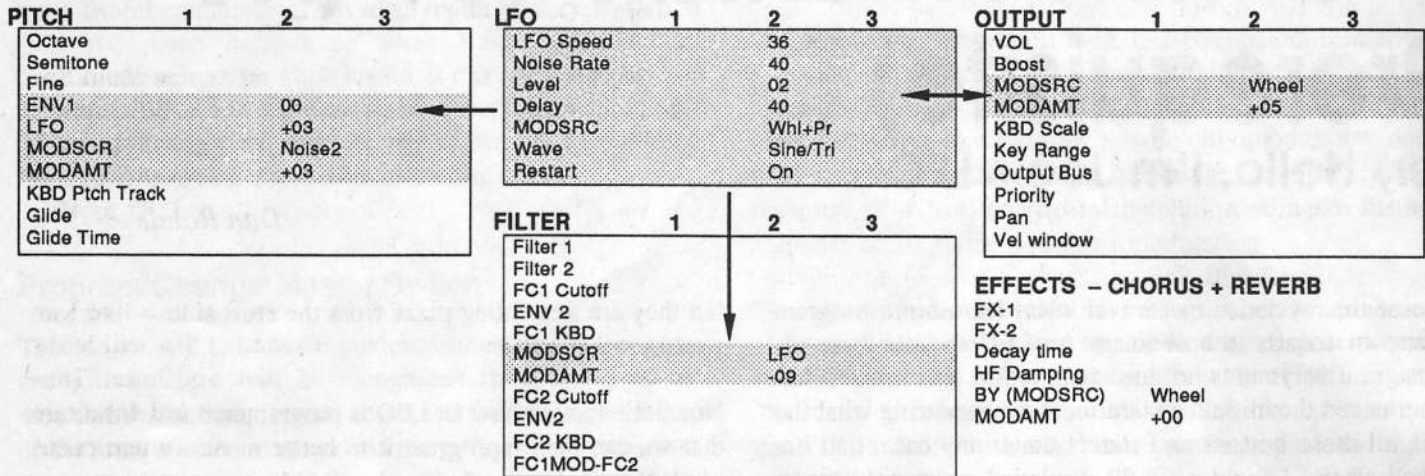 PITCH 1 2 3
Octave
Semitone
Fine
ENV1 00
LFO +03
MODSCR Noise2
MODAMT +03
KBD Ptch Track
Glide
Glide Time
LFO 1 2 3
LFO Speed 36
Noise Rate 40
Level 02
Delay 40
MODSRC Whl+Pr
Wave Sine/Tri
Restart On
FILTER 1 2 3
Filter 1
Filter 2
FC1 Cutoff
ENV 2
FC1 KBD
MODSCR LFO
MODAMT -09
FC2 Cutoff
ENV2
FC2 KBD
FC1MOD-FC2
OUTPUT 1 2 3
VOL
Boost
MODSRC Wheel
MODAMT +05
KBD Scale
Key Range
Output Bus
Priority
Pan
Vel window
EFFECTS – CHORUS + REVERB
FX-1
FX-2
Decay time
HF Damping
BY (MODSRC) Wheel
MODAMT +00